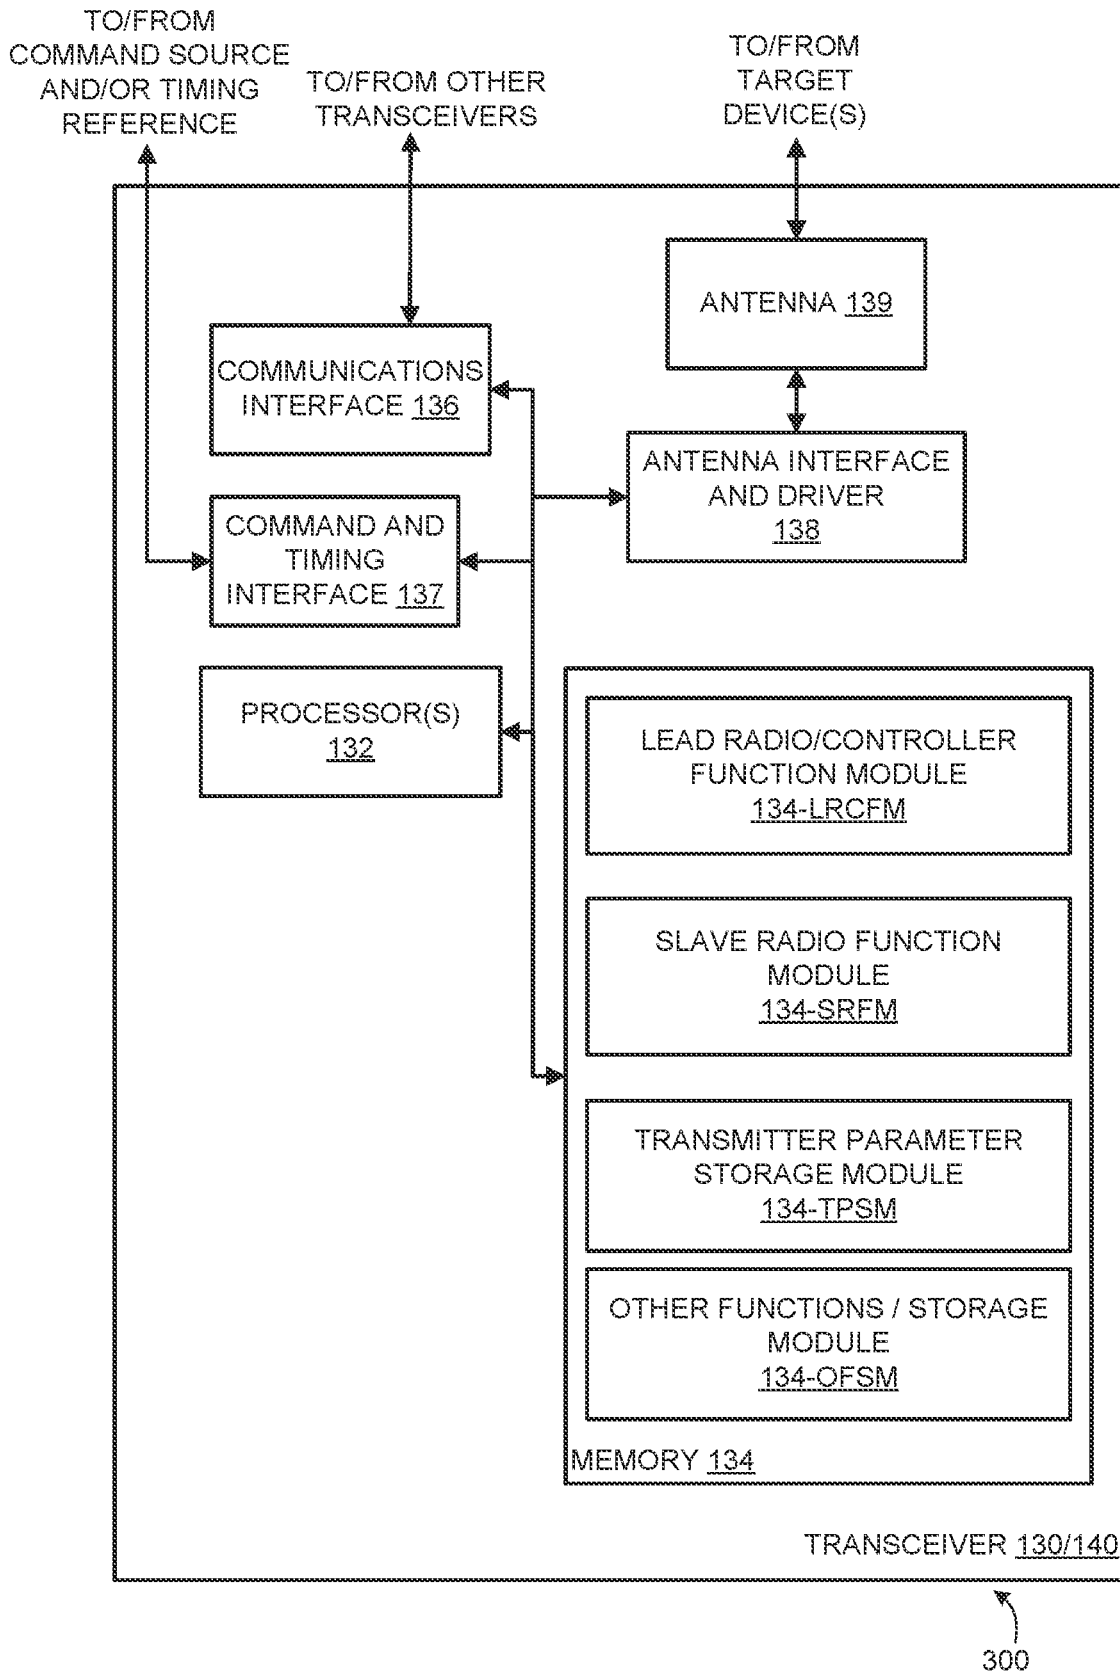 TO/FROM
COMMAND SOURCE
AND/OR TIMING
REFERENCE
TO/FROM OTHER
TRANSCEIVERS
TO/FROM
TARGET
DEVICE(S)
ANTENNA 139
COMMUNICATIONS
INTERFACE 136
ANTENNA INTERFACE
AND DRIVER
138
COMMAND AND
TIMING
INTERFACE 137
PROCESSOR(S)
132
LEAD RADIO/CONTROLLER
FUNCTION MODULE
134-LRCFM
SLAVE RADIO FUNCTION
MODULE
134-SRFM
TRANSMITTER PARAMETER
STORAGE MODULE
134-TPSM
OTHER FUNCTIONS / STORAGE
MODULE
134-OFSM
MEMORY 134
TRANSCEIVER 130/140
300